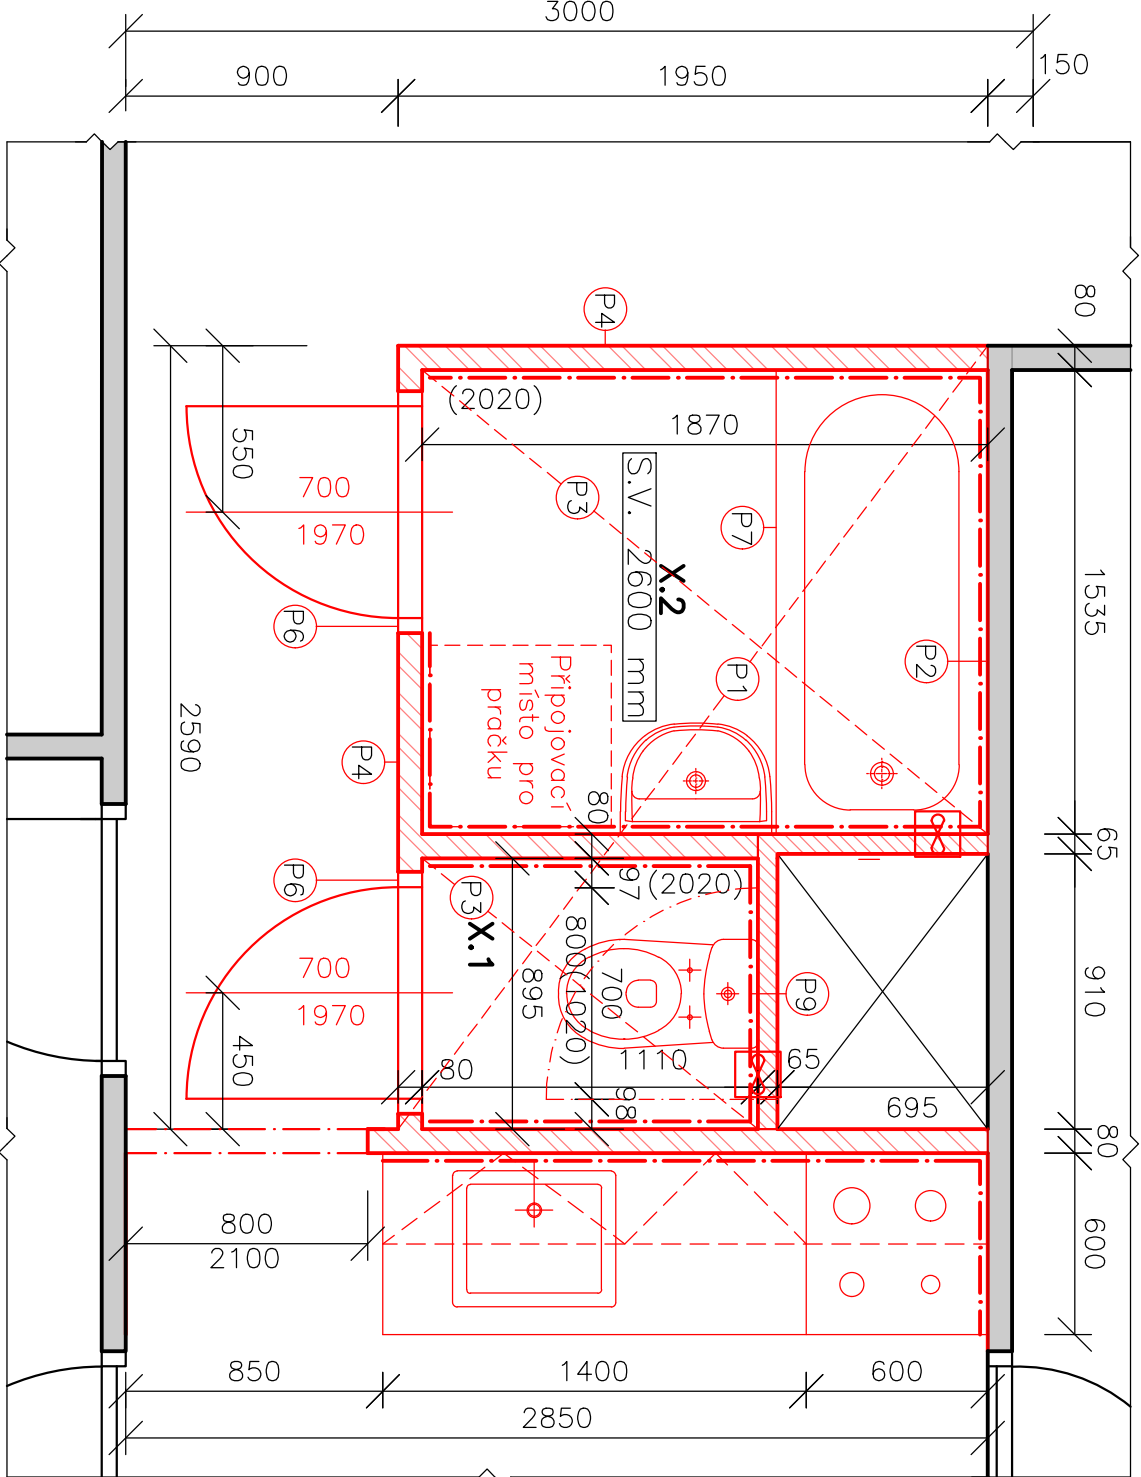 3000
900
1950
150
80
P4
(2020)
1870
550
700
1970
S.V. 2600 mm
P3
P7
X.2
1535
P6
P1
P2
Připojovací
místo pro
pračku
2590
P4
80
65
P6
P3
97
(2020)
X.1
800(1020)
700
895
P9
910
700
1970
450
80
1110
65
98
695
80
800
2100
600
850
1400
600
2850